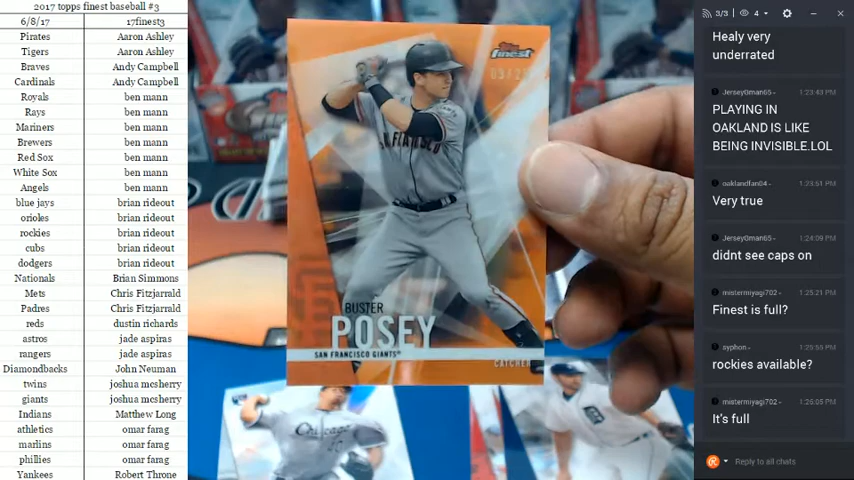 2017 topps finest baseball #3
6/8/17 17finest3
Pirates Aaron Ashley
Tigers Aaron Ashley
Braves Andy Campbell
Cardinals Andy Campbell
Royals ben mann
Rays ben mann
Mariners ben mann
Brewers ben mann
Red Sox ben mann
White Sox ben mann
Angels ben mann
blue jays brian rideout
orioles brian rideout
rockies brian rideout
cubs brian rideout
dodgers brian rideout
Nationals Brian Simmons
Mets Chris Fitzjarrald
Padres Chris Fitzjarrald
reds dustin richards
astros jade aspiras
rangers jade aspiras
Diamondbacks John Neuman
twins joshua mcsherry
giants joshua mcsherry
Indians Matthew Long
athletics omar farag
marlins omar farag
phillies omar farag
Yankees Robert Throne
Topps
finest
BUSTER
POSEY
SAN FRANCISCO GIANTS®
CATCHER
Chicago
3/3 4
Healy very
underrated
Jersey0man65 1:23:49 PM
PLAYING IN
OAKLAND IS LIKE
BEING INVISIBLE.LOL
oaklandfan04 1:23:51 PM
Very true
Jersey0man65 1:24:09 PM
didnt see caps on
mistermiyagi702 1:25:21 PM
Finest is full?
syphon 1:25:55 PM
rockies available?
mistermiyagi702 1:26:05 PM
It's full
Reply to all chats